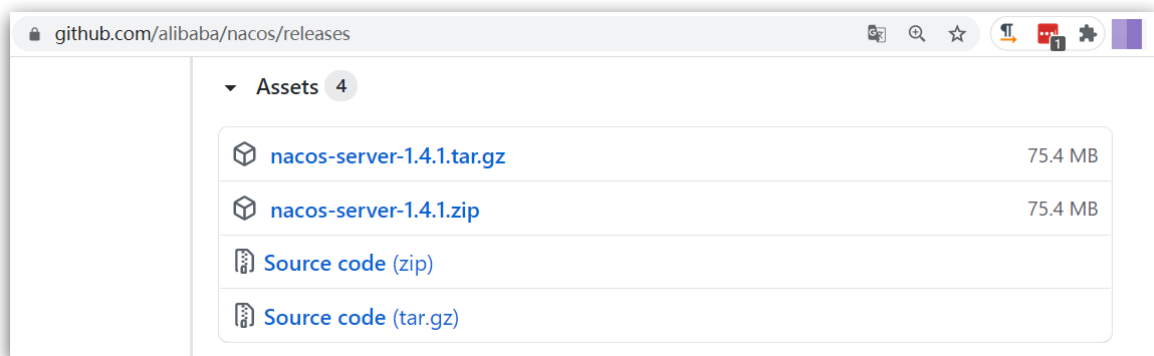 github.com/alibaba/nacos/releases
1
Assets 4
nacos-server-1.4.1.tar.gz 75.4 MB
nacos-server-1.4.1.zip 75.4 MB
Source code (zip)
Source code (tar.gz)